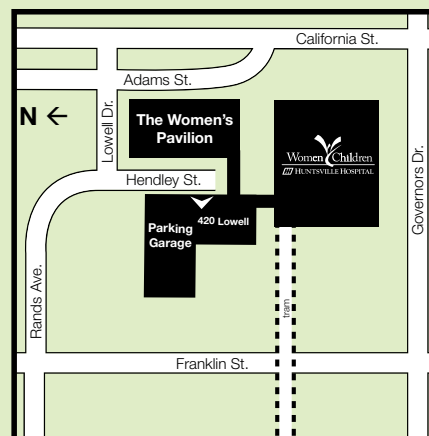 California St.
Adams St.
N ←
Lowell Dr.
The Women's
Pavilion
Women & Children
HUNTSVILLE HOSPITAL
Governors Dr.
Hendley St.
420 Lowell
Parking
Garage
Rands Ave.
tram
Franklin St.